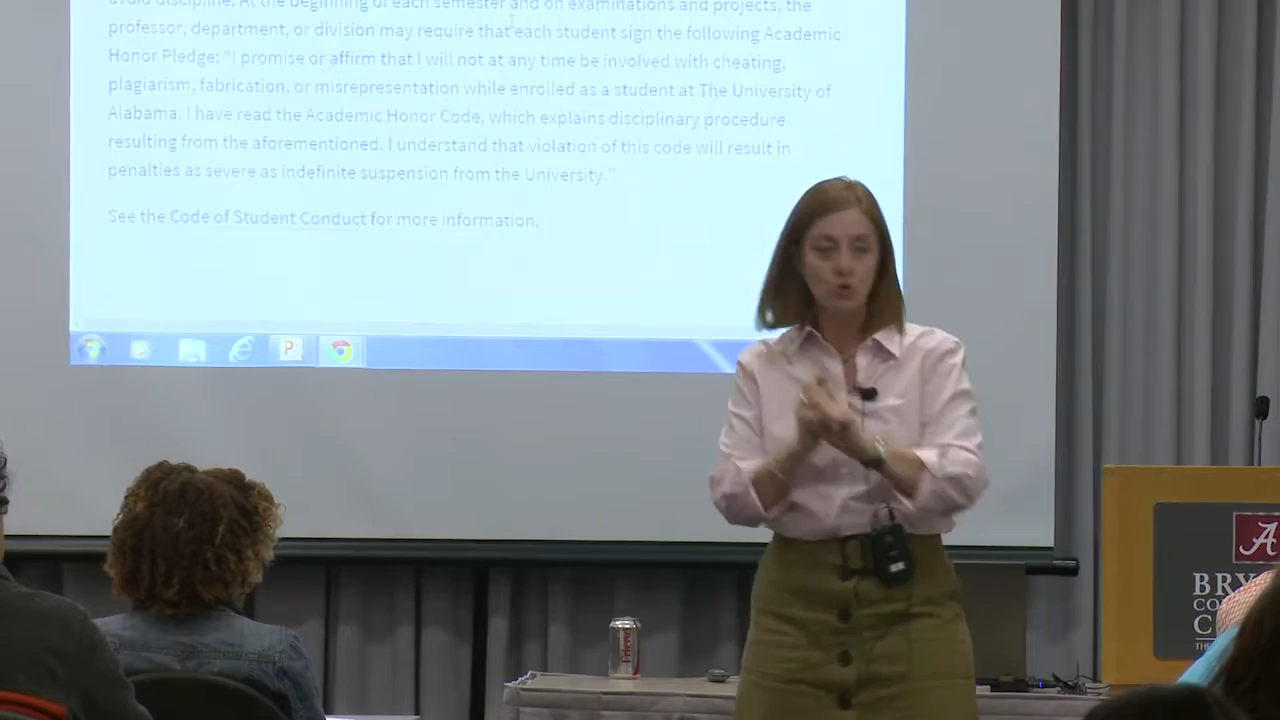 avoid discipline. At the beginning of each semester and on examinations and projects, the
professor, department, or division may require that each student sign the following Academic
Honor Pledge: "I promise or affirm that I will not at any time be involved with cheating,
plagiarism, fabrication, or misrepresentation while enrolled as a student at The University of
Alabama. I have read the Academic Honor Code, which explains disciplinary procedure
resulting from the aforementioned. I understand that violation of this code will result in
penalties as severe as indefinite suspension from the University."
See the Code of Student Conduct for more information.
P
Friend
A
BRY
CO
C
THE